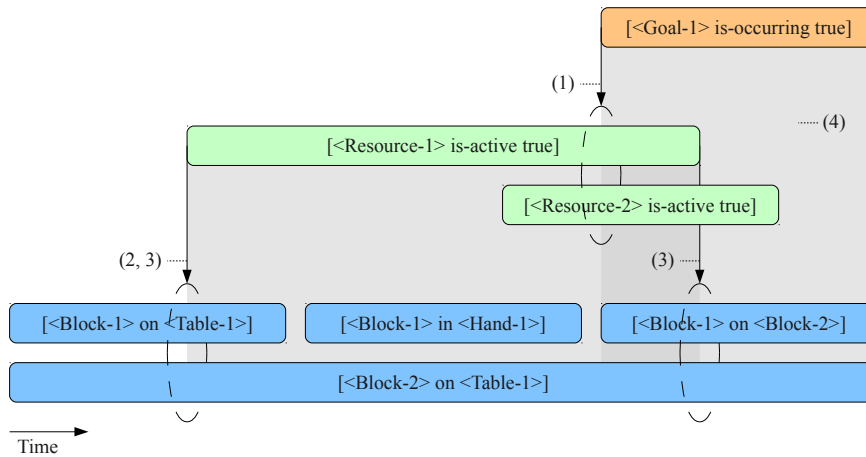 [<Goal-1> is-occurring true]
(1)
(4)
[<Resource-1> is-active true]
[<Resource-2> is-active true]
(2, 3)
(3)
[<Block-1> on <Table-1>]
[<Block-1> in <Hand-1>]
[<Block-1> on <Block-2>]
[<Block-2> on <Table-1>]
Time